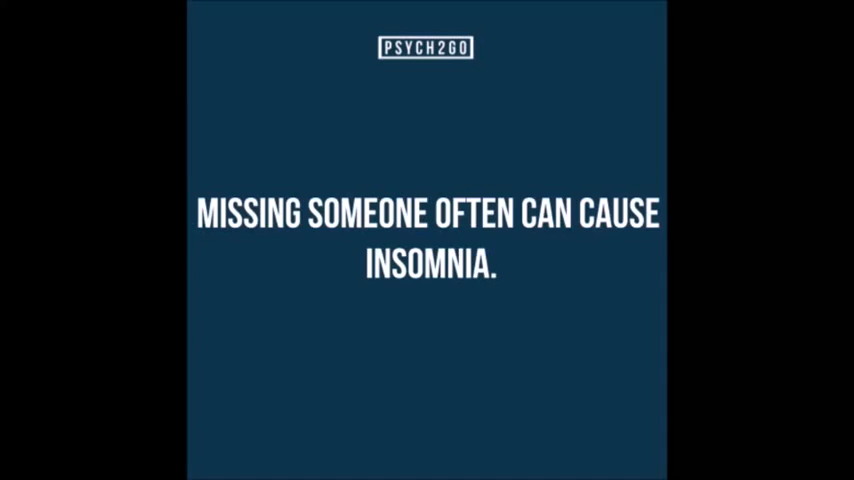 PSYCH2GO
MISSING SOMEONE OFTEN CAN CAUSE
INSOMNIA.